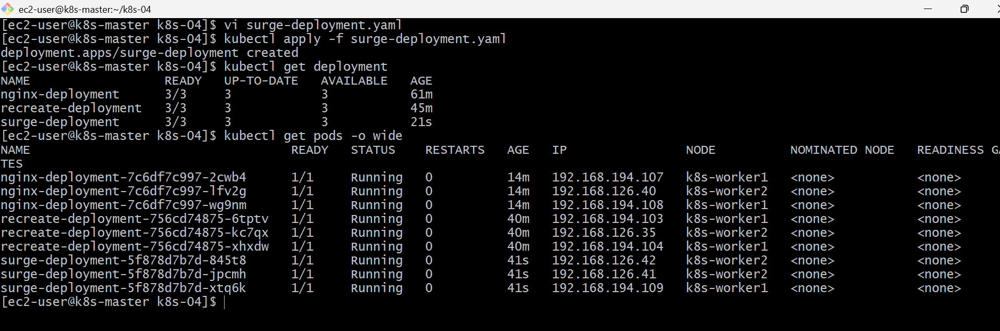 ec2-user@k8s-master:~/k8s-04
[ec2-user@k8s-master k8s-04]$ vi surge-deployment.yaml
[ec2-user@k8s-master k8s-04]$ kubectl apply -f surge-deployment.yaml
deployment.apps/surge-deployment created
[ec2-user@k8s-master k8s-04]$ kubectl get deployment
NAME                  READY   UP-TO-DATE   AVAILABLE   AGE
nginx-deployment      3/3     3            3           61m
recreate-deployment   3/3     3            3           45m
surge-deployment      3/3     3            3           21s
[ec2-user@k8s-master k8s-04]$ kubectl get pods -o wide
NAME                                   READY   STATUS    RESTARTS   AGE   IP                NODE          NOMINATED NODE   READINESS GA
TES
nginx-deployment-7c6df7c997-2cwb4      1/1     Running   0          14m   192.168.194.107   k8s-worker1   <none>           <none>
nginx-deployment-7c6df7c997-lfv2g      1/1     Running   0          14m   192.168.126.40    k8s-worker2   <none>           <none>
nginx-deployment-7c6df7c997-wg9nm      1/1     Running   0          14m   192.168.194.108   k8s-worker1   <none>           <none>
recreate-deployment-756cd74875-6tptv   1/1     Running   0          40m   192.168.194.103   k8s-worker1   <none>           <none>
recreate-deployment-756cd74875-kc7qx   1/1     Running   0          40m   192.168.126.35    k8s-worker2   <none>           <none>
recreate-deployment-756cd74875-xhxdw   1/1     Running   0          40m   192.168.194.104   k8s-worker1   <none>           <none>
surge-deployment-5f878d7b7d-845t8      1/1     Running   0          41s   192.168.126.42    k8s-worker2   <none>           <none>
surge-deployment-5f878d7b7d-jpcmh      1/1     Running   0          41s   192.168.126.41    k8s-worker2   <none>           <none>
surge-deployment-5f878d7b7d-xtq6k      1/1     Running   0          41s   192.168.194.109   k8s-worker1   <none>           <none>
[ec2-user@k8s-master k8s-04]$